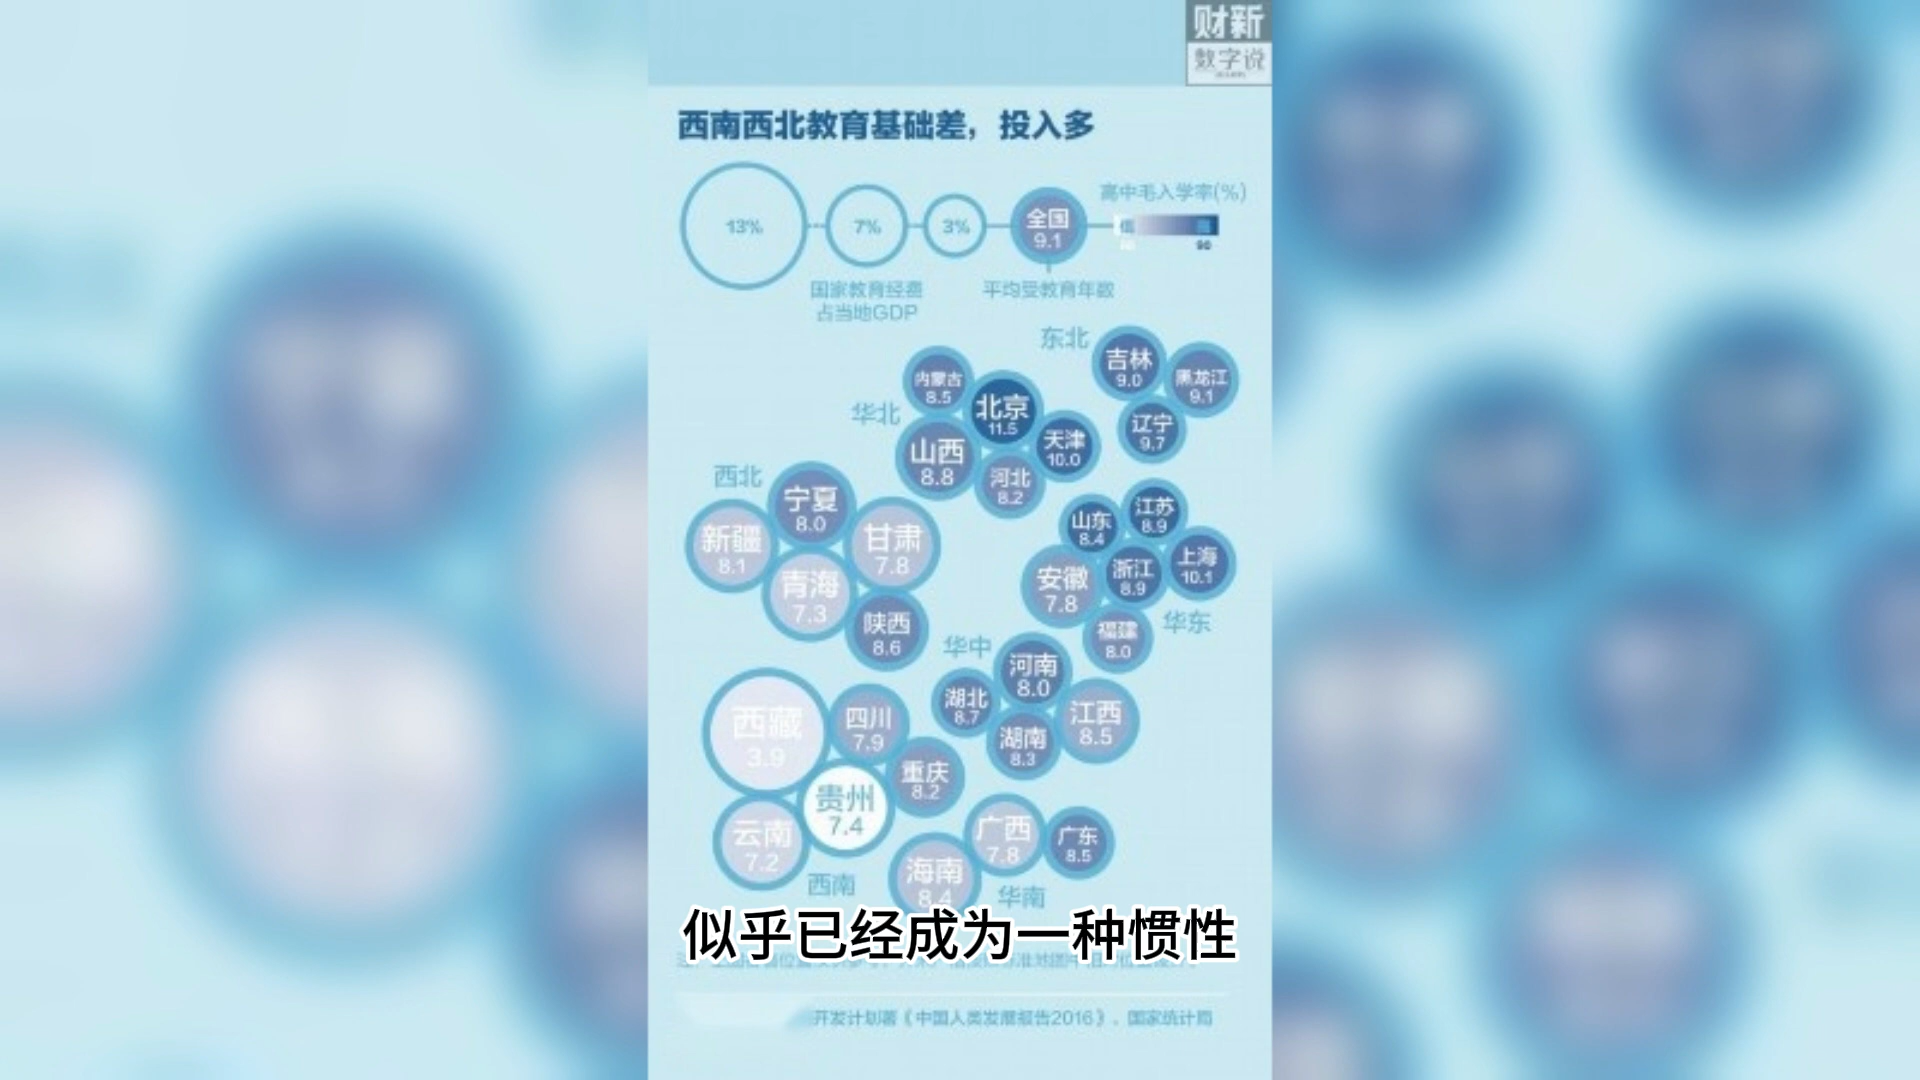 财新
数字说
西南西北教育基础差，投入多
13%
7%
3%
全国
9.1
高中毛入学率(%)
低
高
90
国家教育经费
占当地GDP
平均受教育年数
东北
吉林
9.0
黑龙江
9.1
辽宁
9.7
华北
内蒙古
8.5
北京
11.5
天津
10.0
山西
8.8
河北
8.2
西北
宁夏
8.0
新疆
8.1
甘肃
7.8
青海
7.3
陕西
8.6
山东
8.4
江苏
8.9
安徽
7.8
浙江
8.9
上海
10.1
福建
8.0
华东
华中
河南
8.0
湖北
8.7
湖南
8.3
江西
8.5
西藏
3.9
四川
7.9
重庆
8.2
贵州
7.4
云南
7.2
西南
广西
7.8
广东
8.5
海南
8.4
华南
似乎已经成为一种惯性
开发计划署《中国人类发展报告2016》、国家统计局